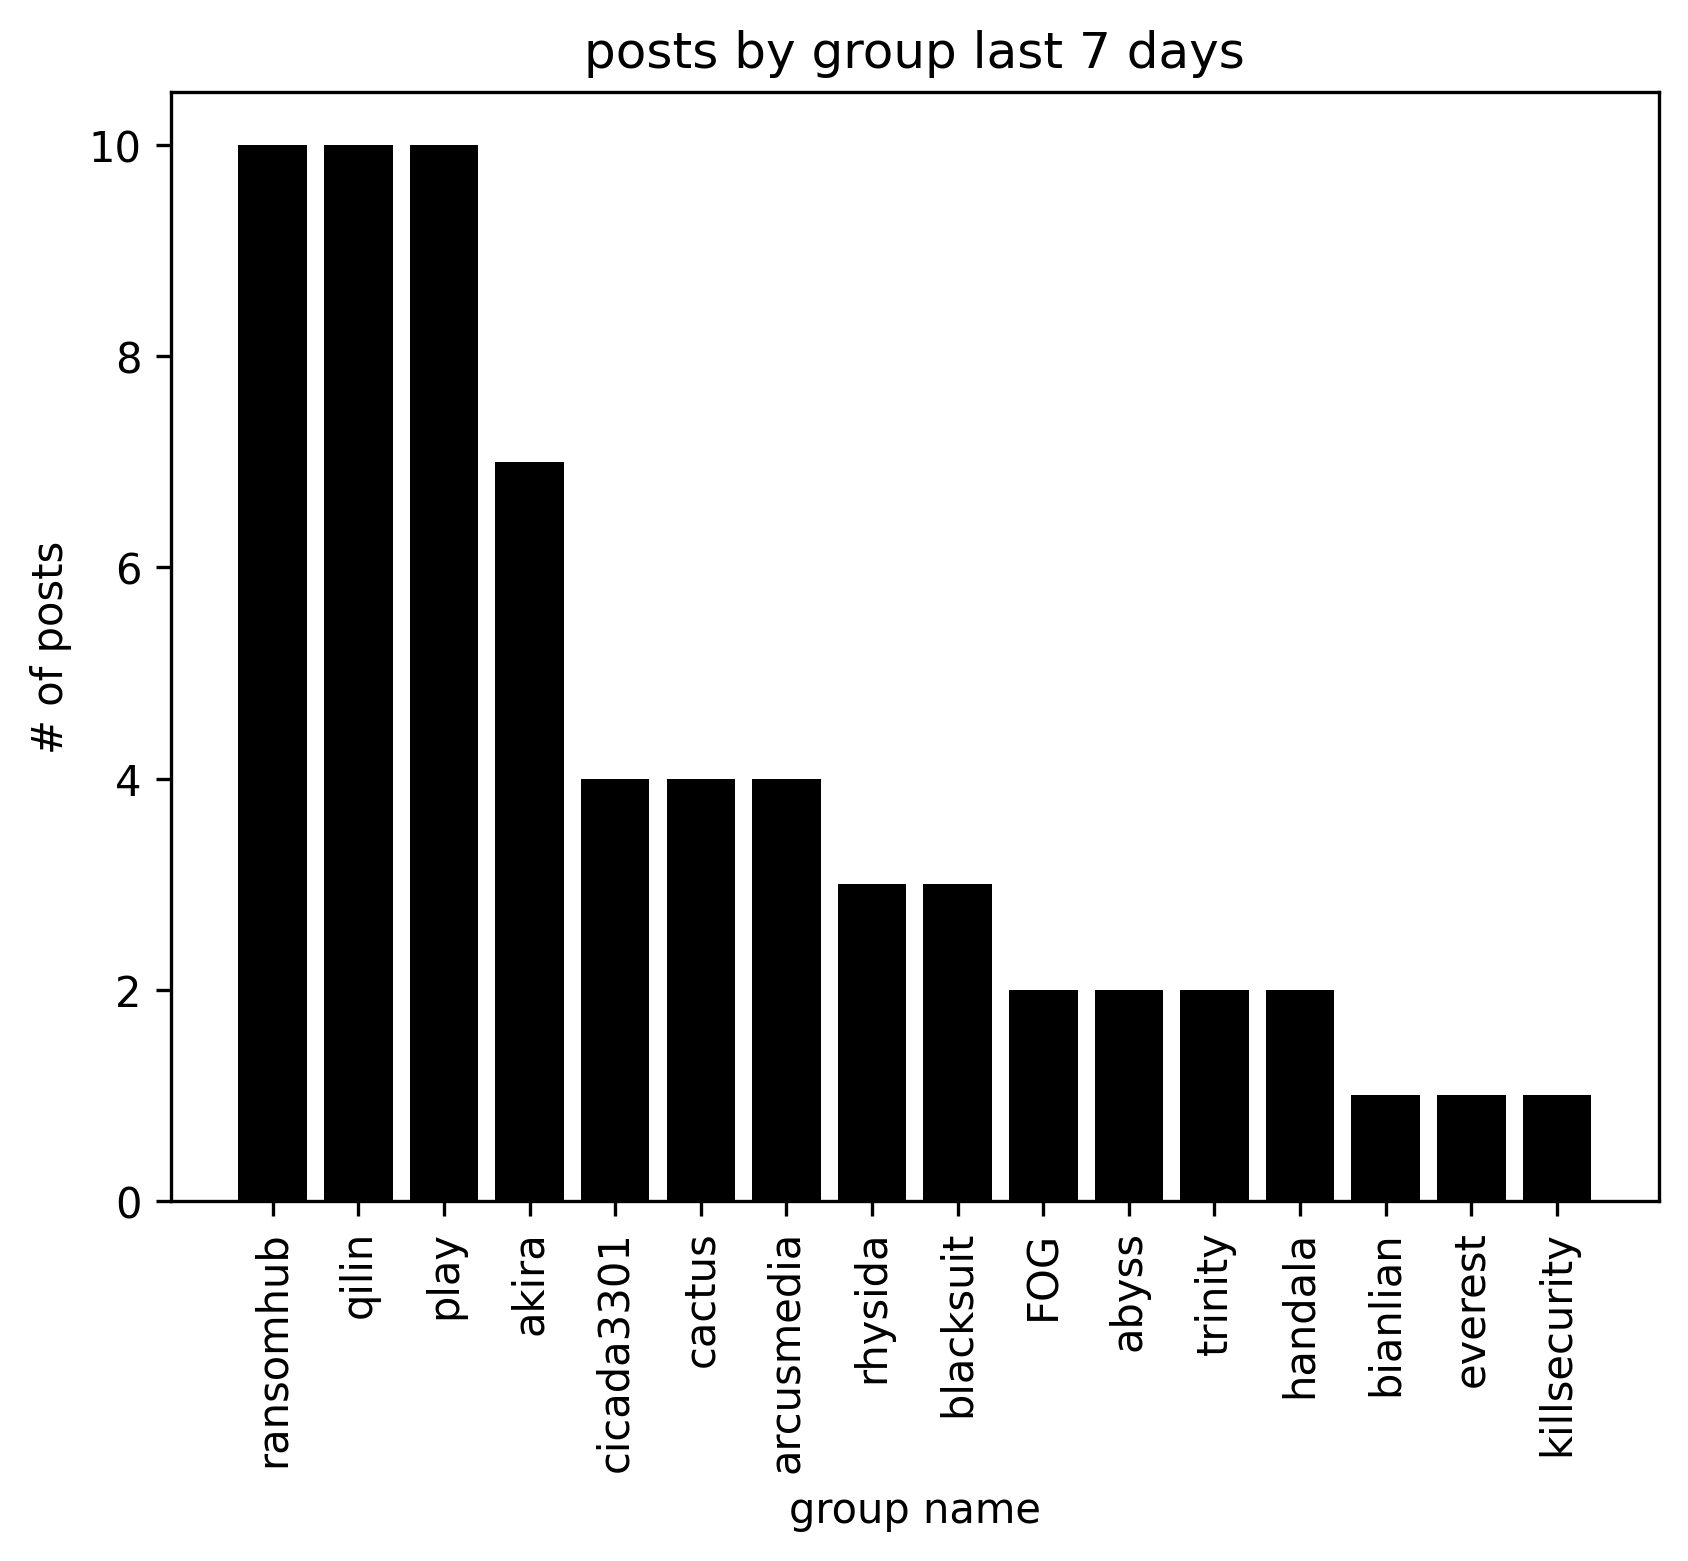 posts by group last 7 days
10
8
6
4
2
0
# of posts
ransomhub
qilin
play
akira
cicada3301
cactus
arcusmedia
rhysida
blacksuit
FOG
abyss
trinity
handala
bianlian
everest
killsecurity
group name